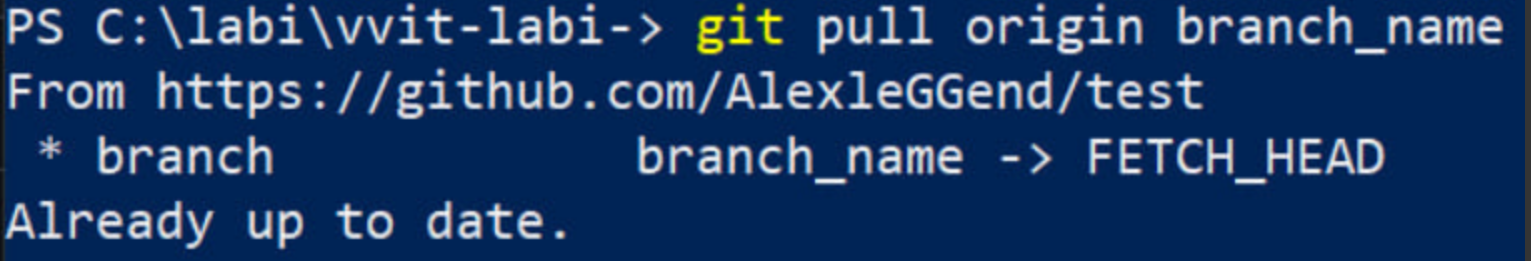 PS C:\labi\vvit-labi-> git pull origin branch_name
From https://github.com/AlexleGGend/test
 * branch            branch_name -> FETCH_HEAD
Already up to date.